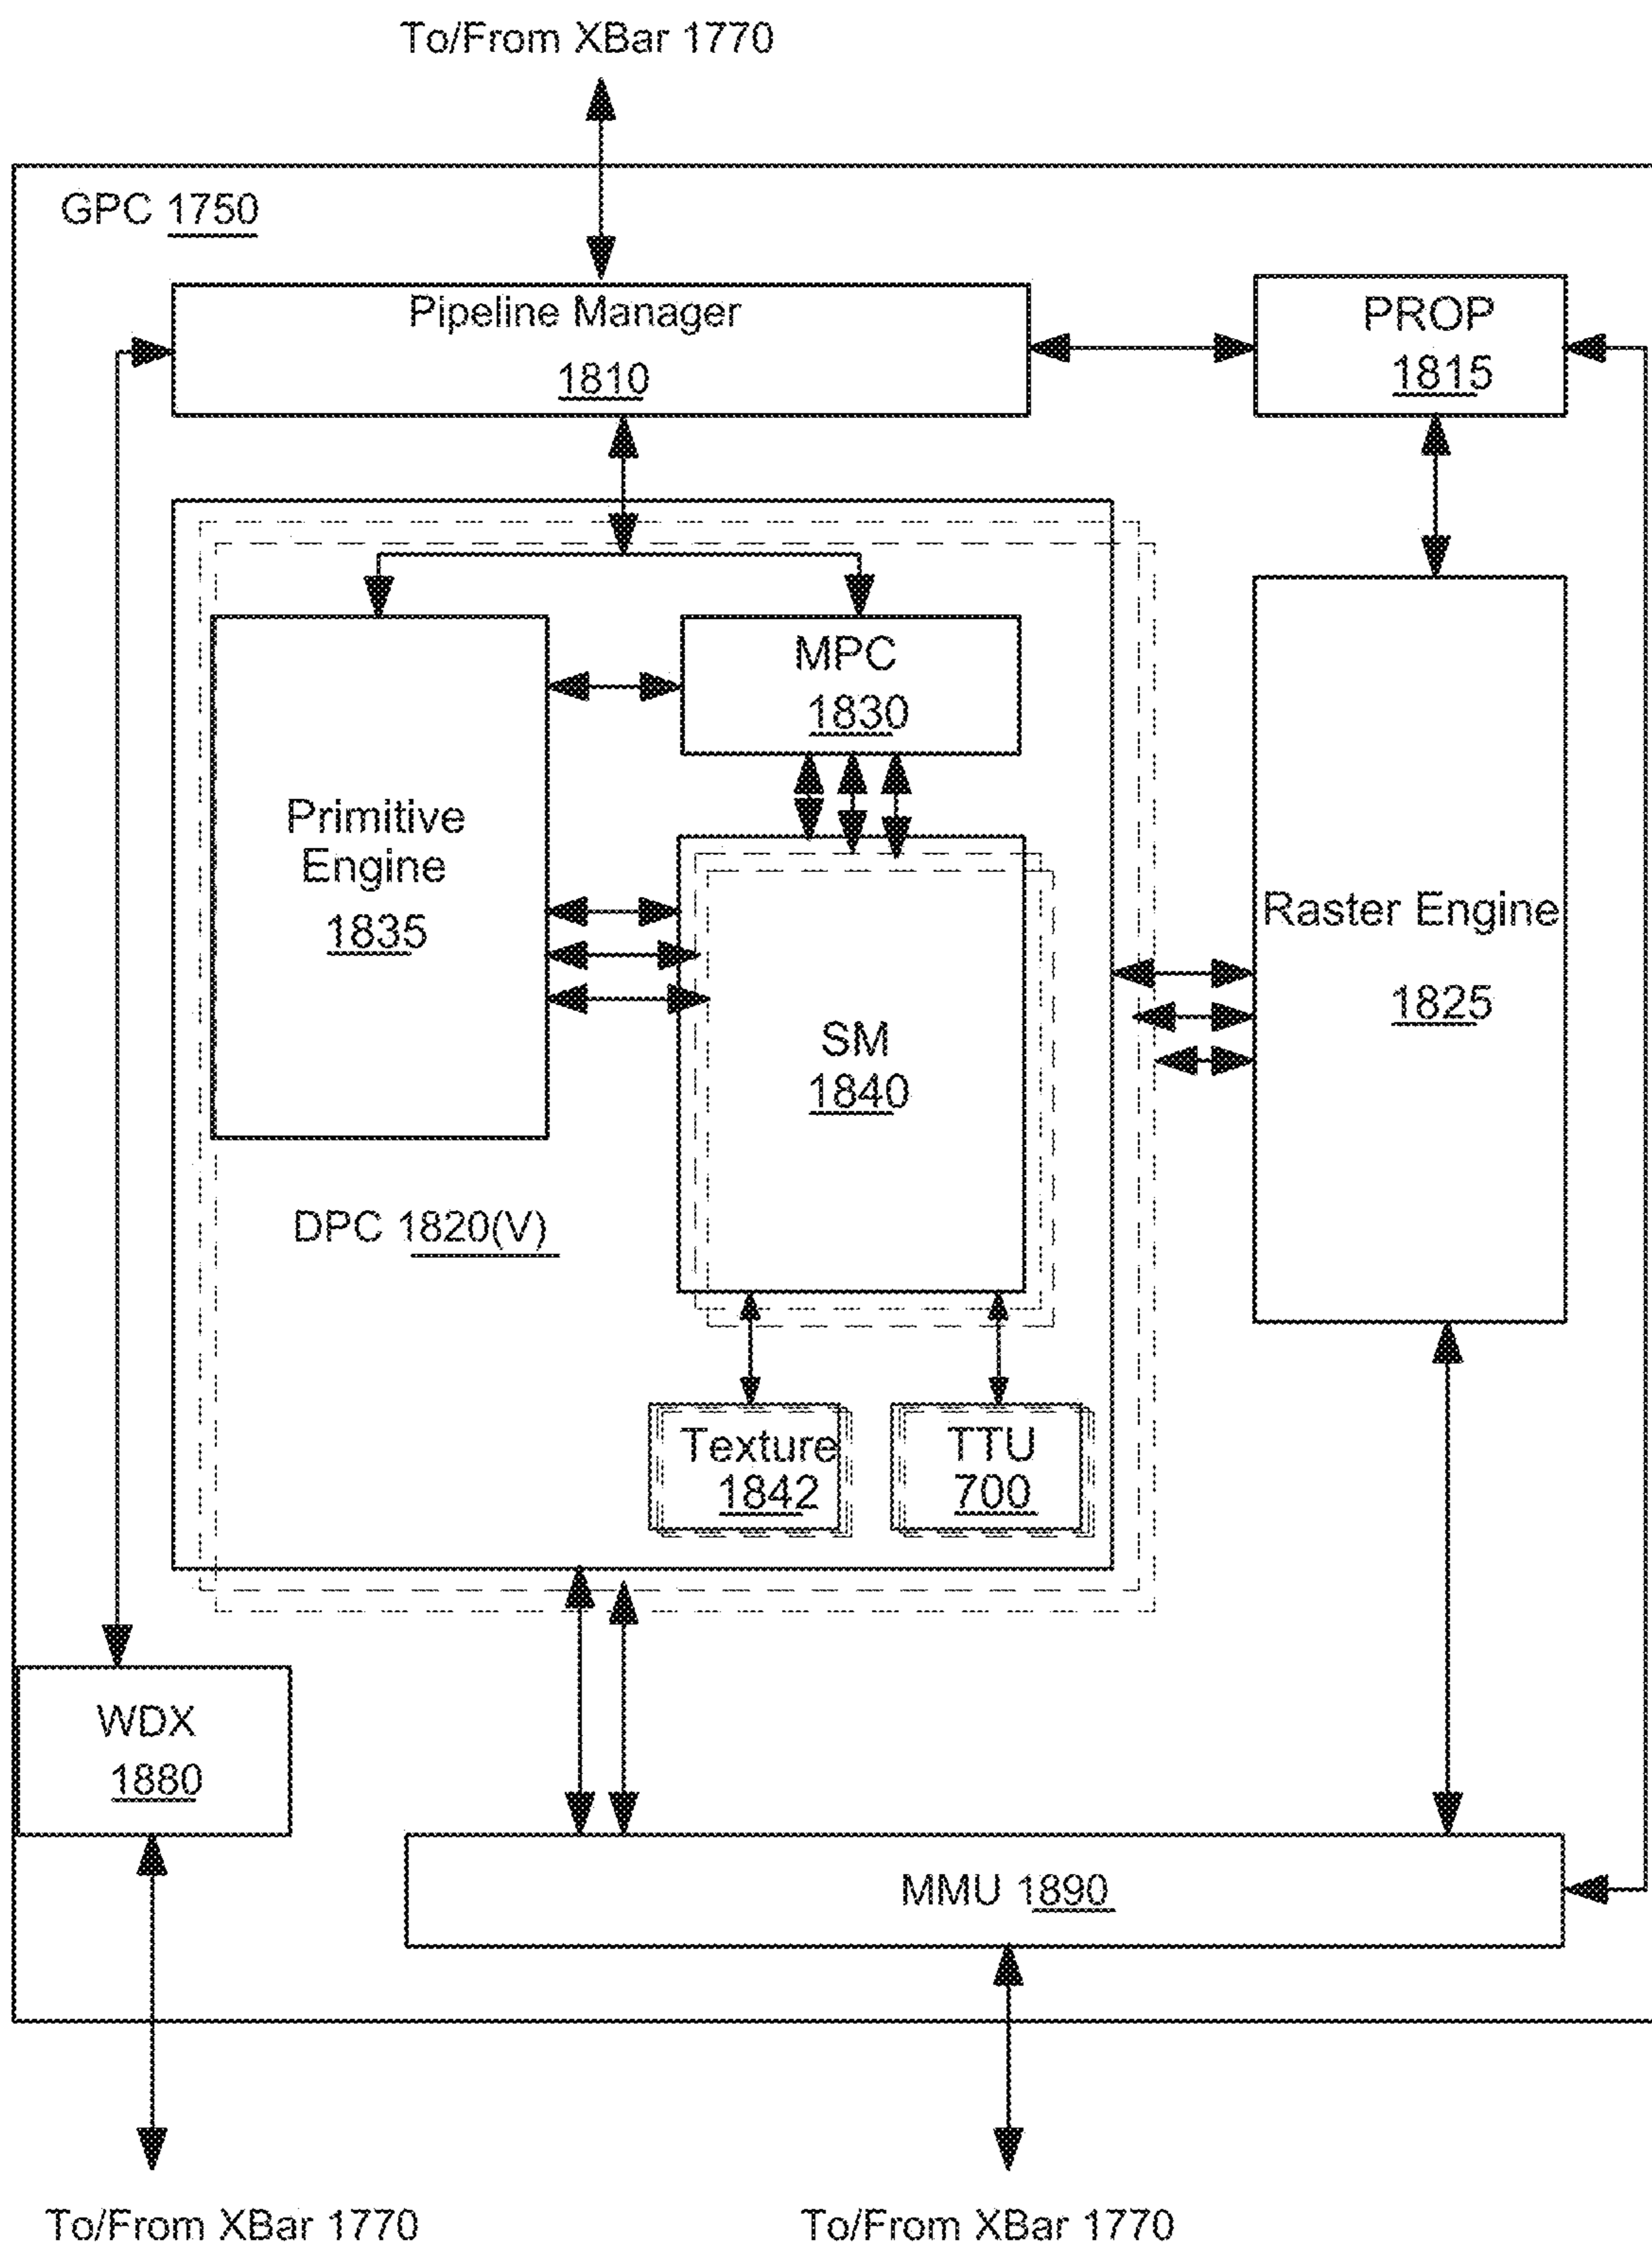 To/From XBar 1770
GPC 1750
Pipeline Manager
1810
PROP
1815
MPC
1830
Primitive
Engine
1835
Raster Engine
1825
SM
1840
DPC 1820(V)
Texture
1842
TTU
700
WDX
1880
MMU 1890
To/From XBar 1770
To/From XBar 1770